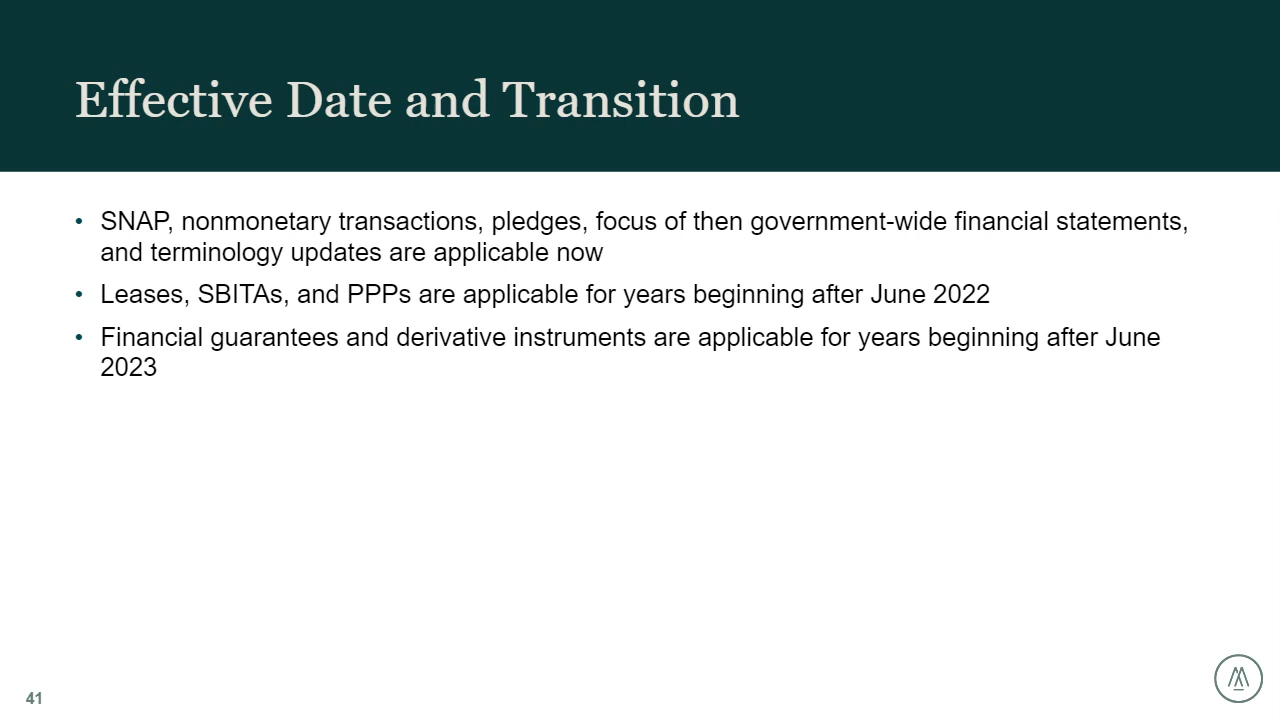 Effective Date and Transition
• SNAP, nonmonetary transactions, pledges, focus of then government-wide financial statements,
and terminology updates are applicable now
• Leases, SBITAs, and PPPs are applicable for years beginning after June 2022
• Financial guarantees and derivative instruments are applicable for years beginning after June
2023
41